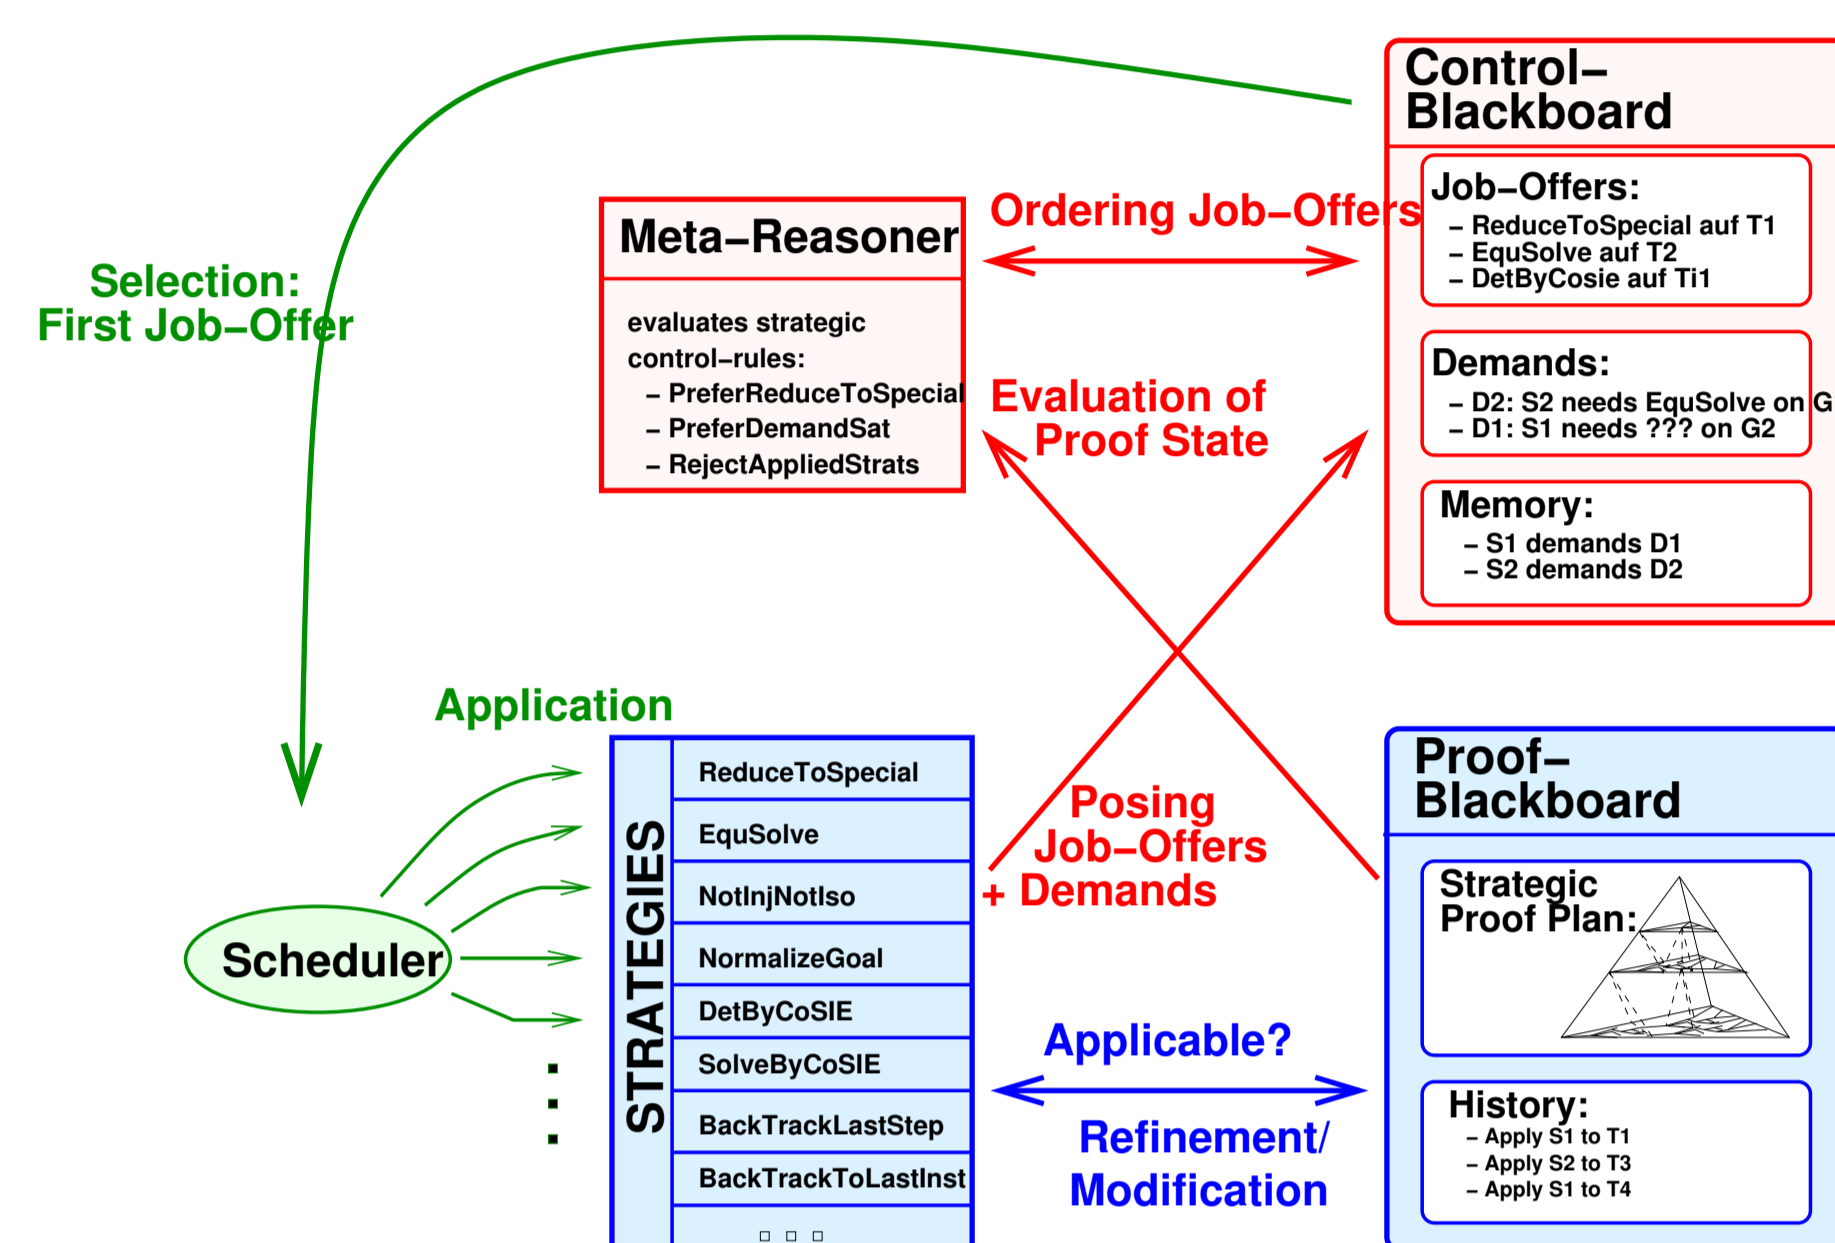 Control–
Blackboard
Job–Offers:
– ReduceToSpecial auf T1
– EquSolve auf T2
– DetByCosie auf Ti1
Demands:
– D2: S2 needs EquSolve on G
– D1: S1 needs ??? on G2
Memory:
– S1 demands D1
– S2 demands D2
Ordering Job–Offers
Meta–Reasoner
evaluates strategic
control–rules:
– PreferReduceToSpecial
– PreferDemandSat
– RejectAppliedStrats
Selection:
First Job–Offer
Evaluation of
Proof State
Application
Scheduler
STRATEGIES
ReduceToSpecial
EquSolve
NotInjNotIso
NormalizeGoal
DetByCoSIE
SolveByCoSIE
BackTrackLastStep
BackTrackToLastInst
Posing
Job–Offers
+ Demands
Applicable?
Refinement/
Modification
Proof–
Blackboard
Strategic
Proof Plan:
History:
– Apply S1 to T1
– Apply S2 to T3
– Apply S1 to T4